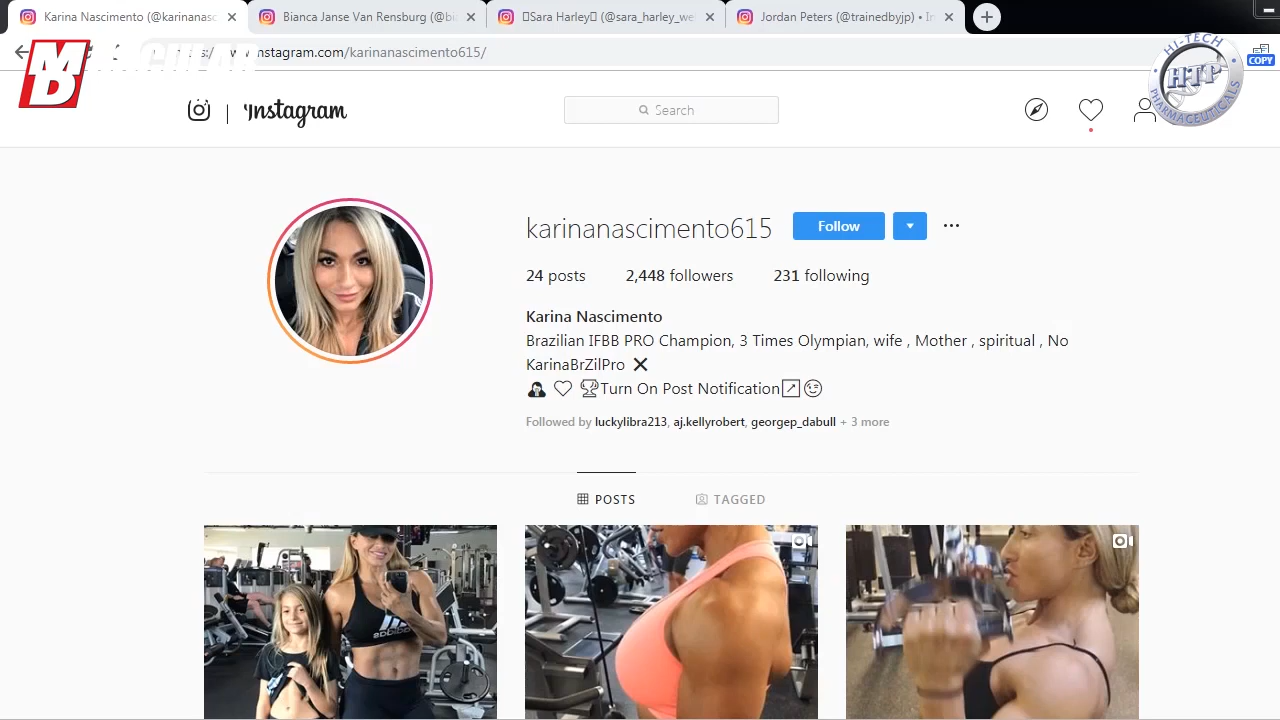 Karina Nascimento (@karinanasc
Bianca Janse Van Rensburg (@bi
Sara Harley (@sara_harley_we
Jordan Peters (@trainedbyjp) • In
instagram.com/karinanascimento615/
MD
HI-TECH
HTP
PHARMACEUTICALS
COPY
Instagram
Search
karinanascimento615 Follow
24 posts 2,448 followers 231 following
Karina Nascimento
Brazilian IFBB PRO Champion, 3 Times Olympian, wife , Mother , spiritual , No
KarinaBrZilPro ❌
Turn On Post Notification
Followed by luckylibra213, aj.kellyrobert, georgep_dabull + 3 more
POSTS TAGGED